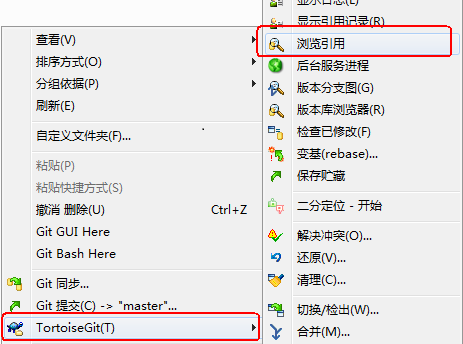 查看(V)
排序方式(O)
分组依据(P)
刷新(E)
自定义文件夹(F)...
粘贴(P)
粘贴快捷方式(S)
撤消 删除(U) Ctrl+Z
Git GUI Here
Git Bash Here
Git 同步...
Git 提交(C) -> "master"...
TortoiseGit(T)
显示日志(L)
显示引用记录(R)
浏览引用
后台服务进程
版本分支图(G)
版本库浏览器(R)
检查已修改(F)
变基(rebase)...
保存贮藏
二分定位 - 开始
解决冲突(O)...
还原(V)...
清理(C)...
切换/检出(W)...
合并(M)...